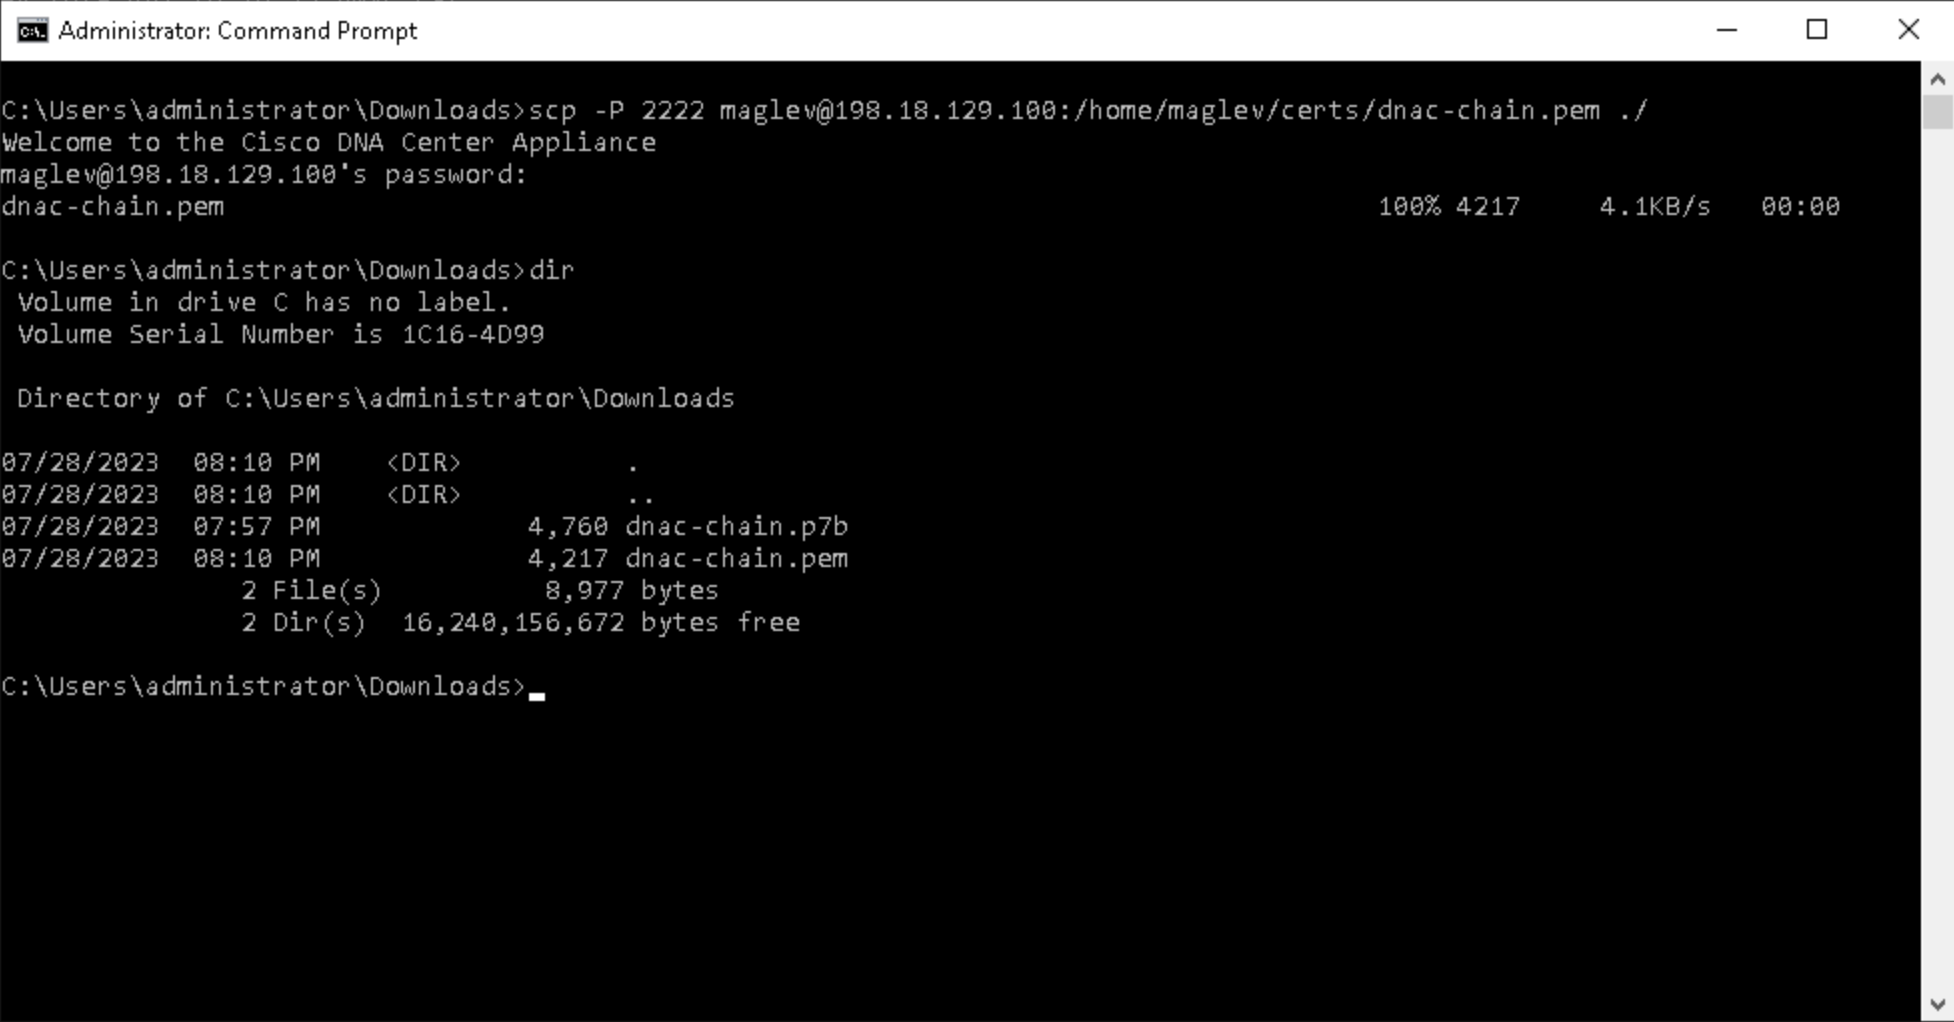 Administrator: Command Prompt
C:\Users\administrator\Downloads>scp -P 2222 maglev@198.18.129.100:/home/maglev/certs/dnac-chain.pem ./
Welcome to the Cisco DNA Center Appliance
maglev@198.18.129.100's password:
dnac-chain.pem 100% 4217 4.1KB/s 00:00
C:\Users\administrator\Downloads>dir
Volume in drive C has no label.
Volume Serial Number is 1C16-4D99
Directory of C:\Users\administrator\Downloads
07/28/2023 08:10 PM <DIR> .
07/28/2023 08:10 PM <DIR> ..
07/28/2023 07:57 PM 4,760 dnac-chain.p7b
07/28/2023 08:10 PM 4,217 dnac-chain.pem
2 File(s) 8,977 bytes
2 Dir(s) 16,240,156,672 bytes free
C:\Users\administrator\Downloads>